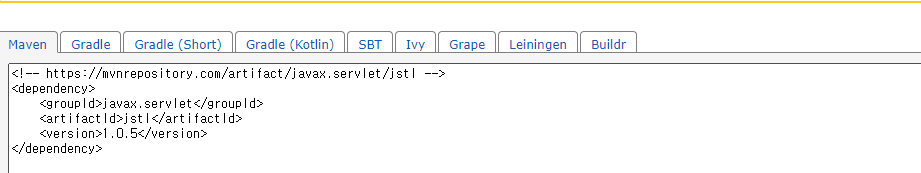 Maven Gradle Gradle (Short) Gradle (Kotlin) SBT Ivy Grape Leiningen Buildr
<!-- https://mvnrepository.com/artifact/javax.servlet/jstl -->
<dependency>
    <groupId>javax.servlet</groupId>
    <artifactId>jstl</artifactId>
    <version>1.0.5</version>
</dependency>